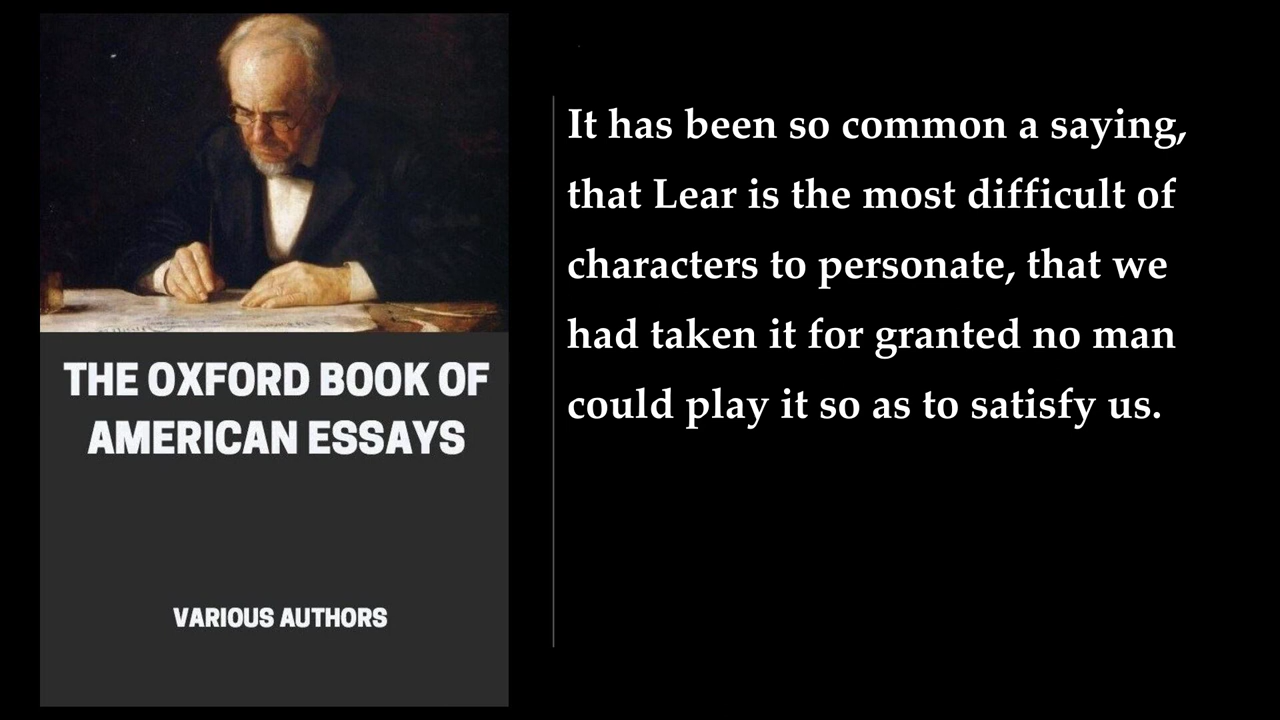 THE OXFORD BOOK OF
AMERICAN ESSAYS
VARIOUS AUTHORS
It has been so common a saying,
that Lear is the most difficult of
characters to personate, that we
had taken it for granted no man
could play it so as to satisfy us.